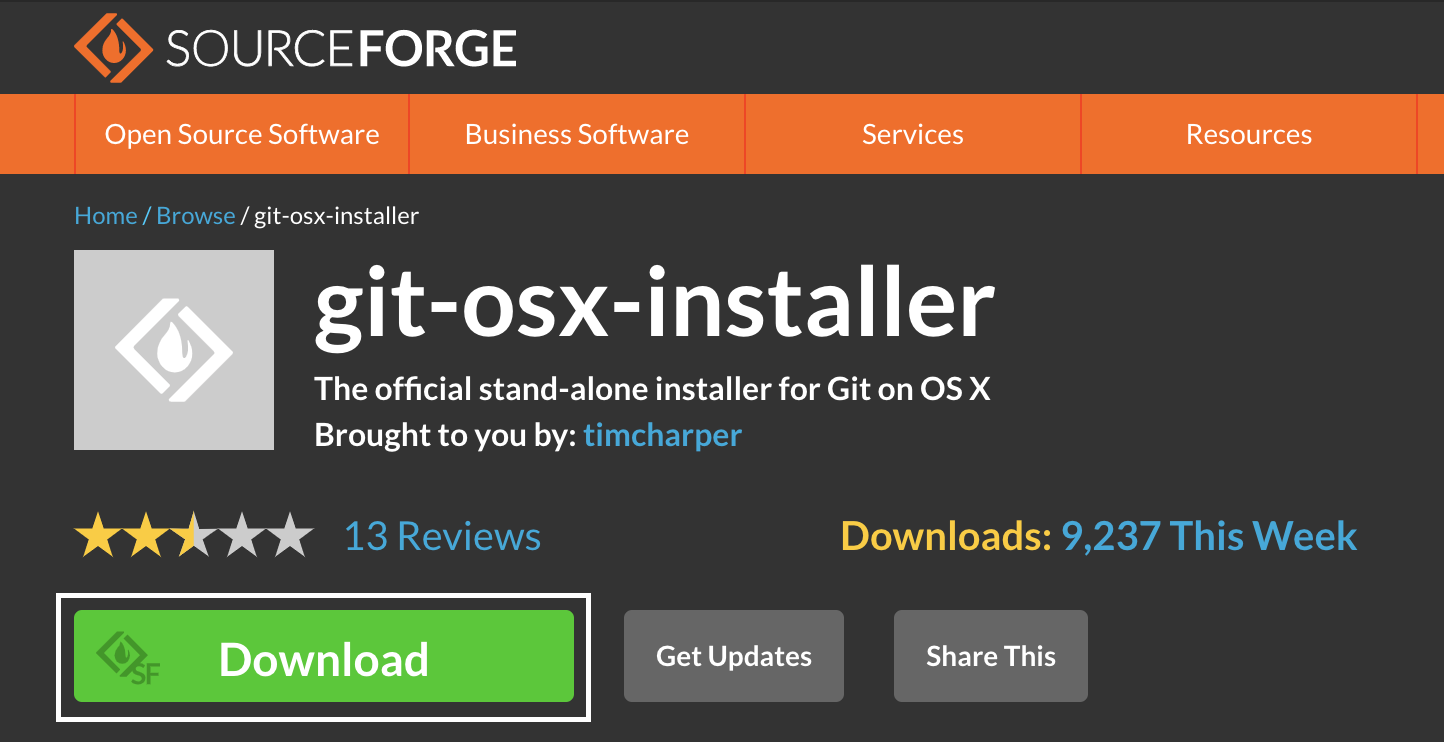 SOURCEFORGE
Open Source Software
Business Software
Services
Resources
Home / Browse / git-osx-installer
git-osx-installer
The official stand-alone installer for Git on OS X
Brought to you by: timcharper
13 Reviews
Downloads: 9,237 This Week
SF
Download
Get Updates
Share This